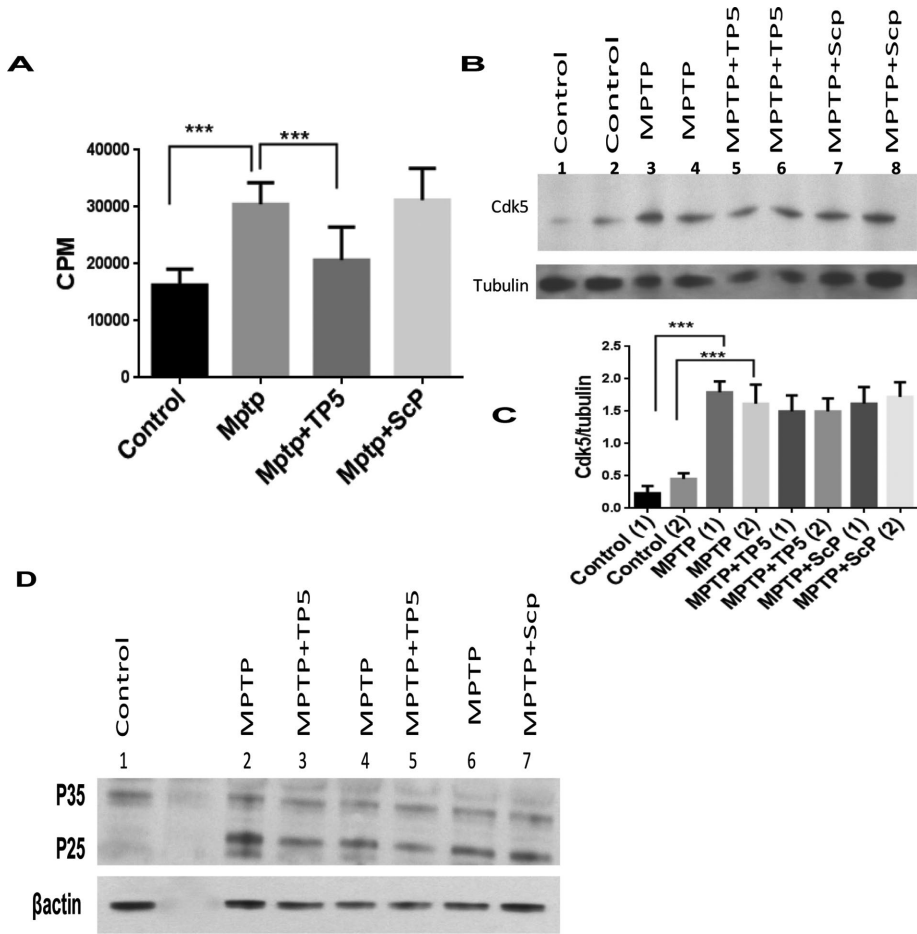 A
***
***
40000
30000
20000
10000
0
CPM
Control
Mptp
Mptp+TP5
Mptp+ScP
B
Control
Control
MPTP
MPTP
MPTP+TP5
MPTP+TP5
MPTP+Scp
MPTP+Scp
1 2 3 4 5 6 7 8
Cdk5
Tubulin
C
***
***
2.5
2.0
1.5
1.0
0.5
0.0
Cdk5/tubulin
Control (1)
Control (2)
MPTP (1)
MPTP (2)
MPTP+TP5 (1)
MPTP+TP5 (2)
MPTP+ScP (1)
MPTP+ScP (2)
D
Control
MPTP
MPTP+TP5
MPTP
MPTP+TP5
MPTP
MPTP+Scp
1 2 3 4 5 6 7
P35
P25
βactin